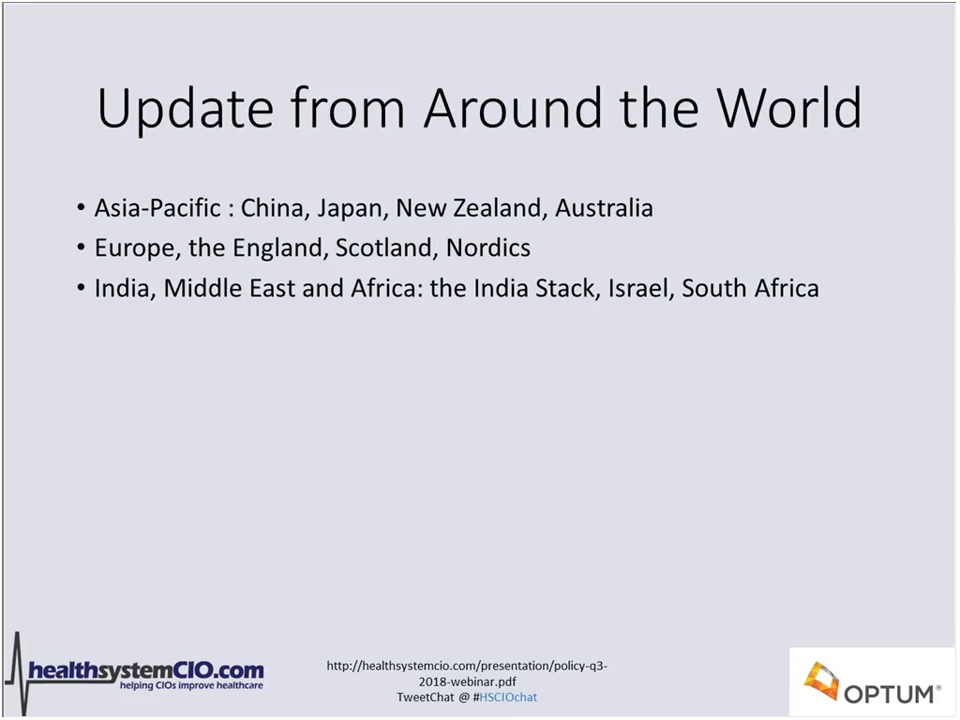 Update from Around the World
• Asia-Pacific : China, Japan, New Zealand, Australia
• Europe, the England, Scotland, Nordics
• India, Middle East and Africa: the India Stack, Israel, South Africa
healthsystemCIO.com
helping CIOs improve healthcare
http://healthsystemcio.com/presentation/policy-q3-
2018-webinar.pdf
TweetChat @ #HSCIOchat
OPTUM®